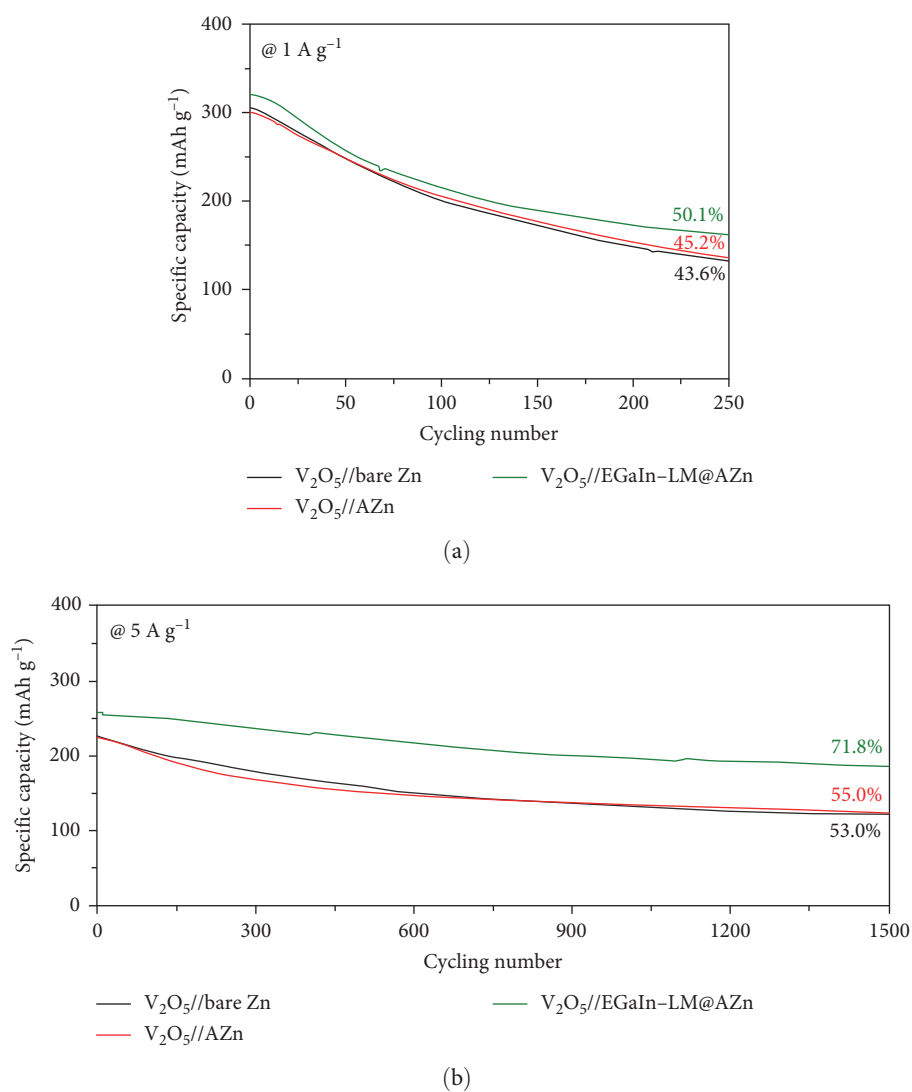 400
@ 1 A g⁻¹
300
Specific capacity (mAh g⁻¹)
200
50.1%
45.2%
43.6%
100
0
0 50 100 150 200 250
Cycling number
V₂O₅//bare Zn V₂O₅//EGaIn–LM@AZn
V₂O₅//AZn
(a)
400
@ 5 A g⁻¹
300
Specific capacity (mAh g⁻¹)
200
71.8%
55.0%
53.0%
100
0
0 300 600 900 1200 1500
Cycling number
V₂O₅//bare Zn V₂O₅//EGaIn–LM@AZn
V₂O₅//AZn
(b)